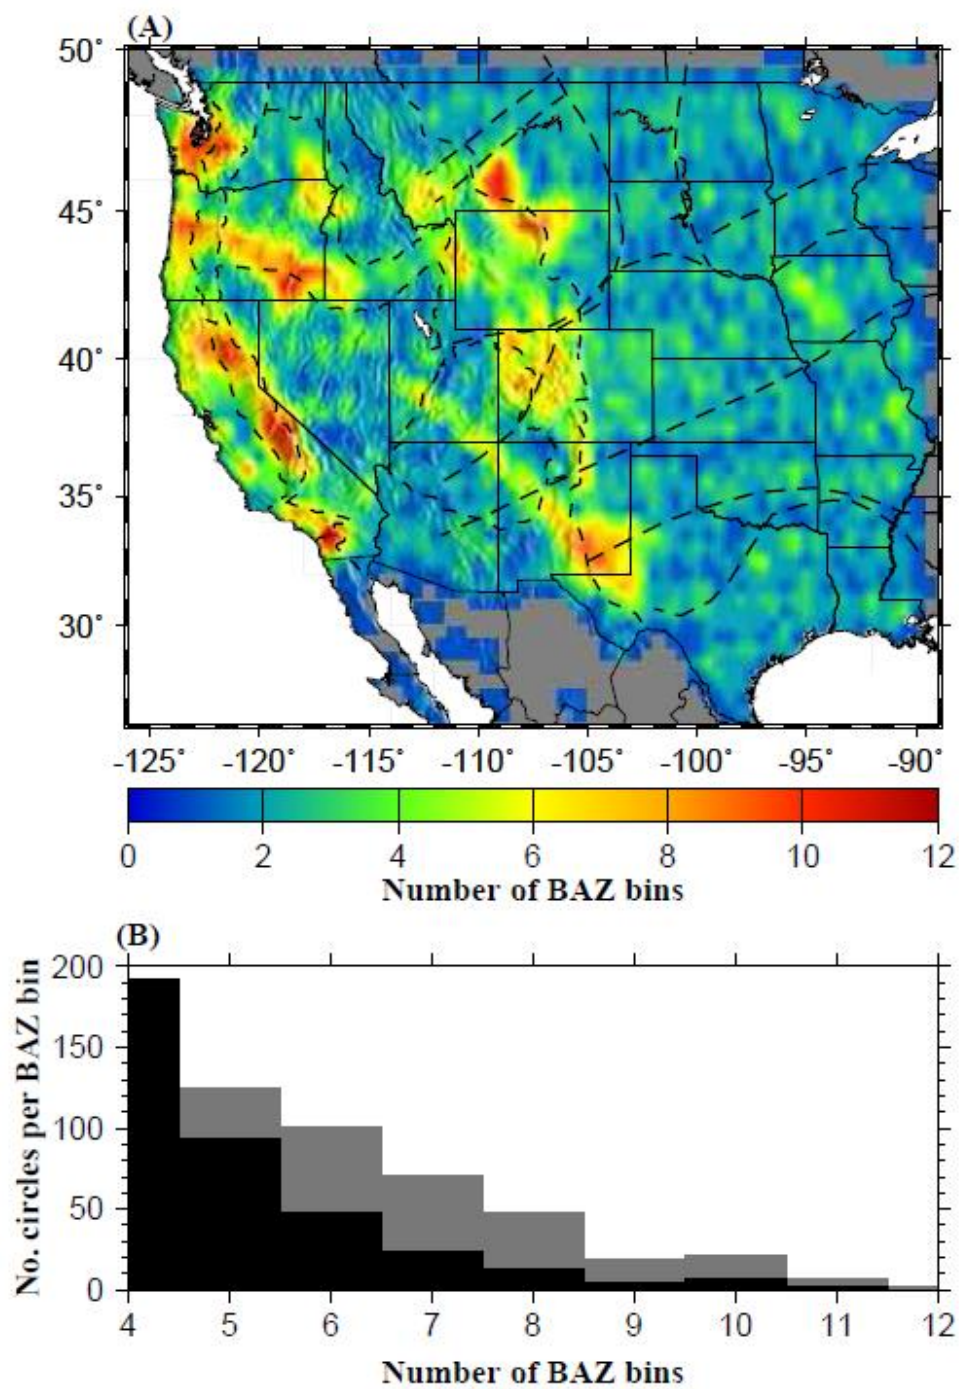 (A)
50°
45°
40°
35°
30°
-125° -120° -115° -110° -105° -100° -95° -90°
0 2 4 6 8 10 12
Number of BAZ bins
(B)
No. circles per BAZ bin
200
150
100
50
0
4 5 6 7 8 9 10 11 12
Number of BAZ bins